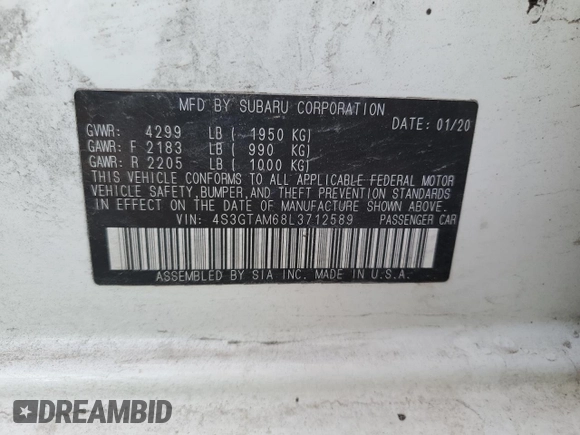 MFD BY SUBARU CORPORATION
DATE: 01/20
GVWR: 4299 LB ( 1950 KG)
GAWR: F 2183 LB ( 990 KG)
GAWR: R 2205 LB ( 1000 KG)
THIS VEHICLE CONFORMS TO ALL APPLICABLE FEDERAL MOTOR
VEHICLE SAFETY, BUMPER, AND THEFT PREVENTION STANDARDS
IN EFFECT ON THE DATE OF MANUFACTURE SHOWN ABOVE.
VIN: 4S3GTAM68L3712589 PASSENGER CAR
ASSEMBLED BY SIA INC. MADE IN U.S.A.
DREAMBID